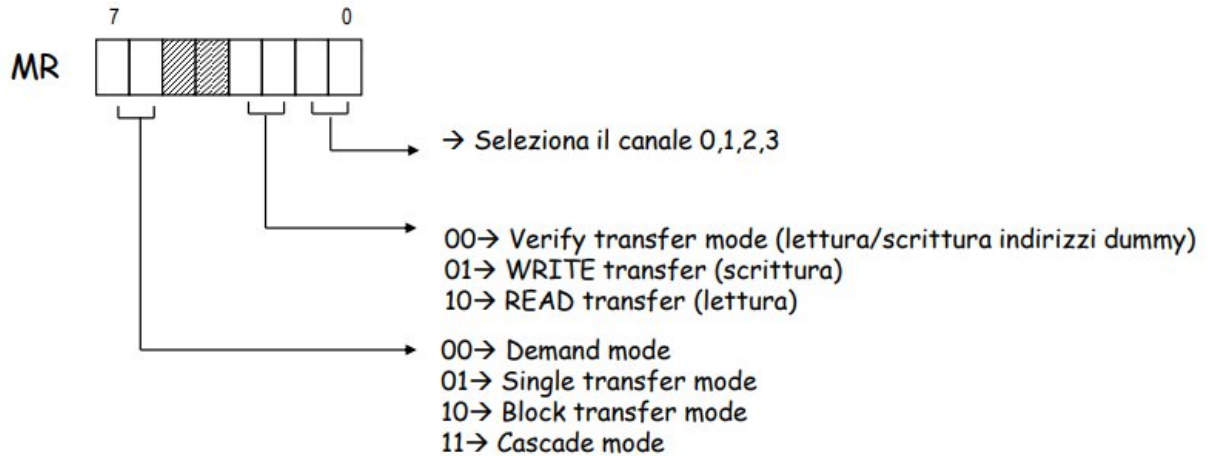 7 0
MR
→ Seleziona il canale 0,1,2,3
00→ Verify transfer mode (lettura/scrittura indirizzi dummy)
01→ WRITE transfer (scrittura)
10→ READ transfer (lettura)
00→ Demand mode
01→ Single transfer mode
10→ Block transfer mode
11→ Cascade mode